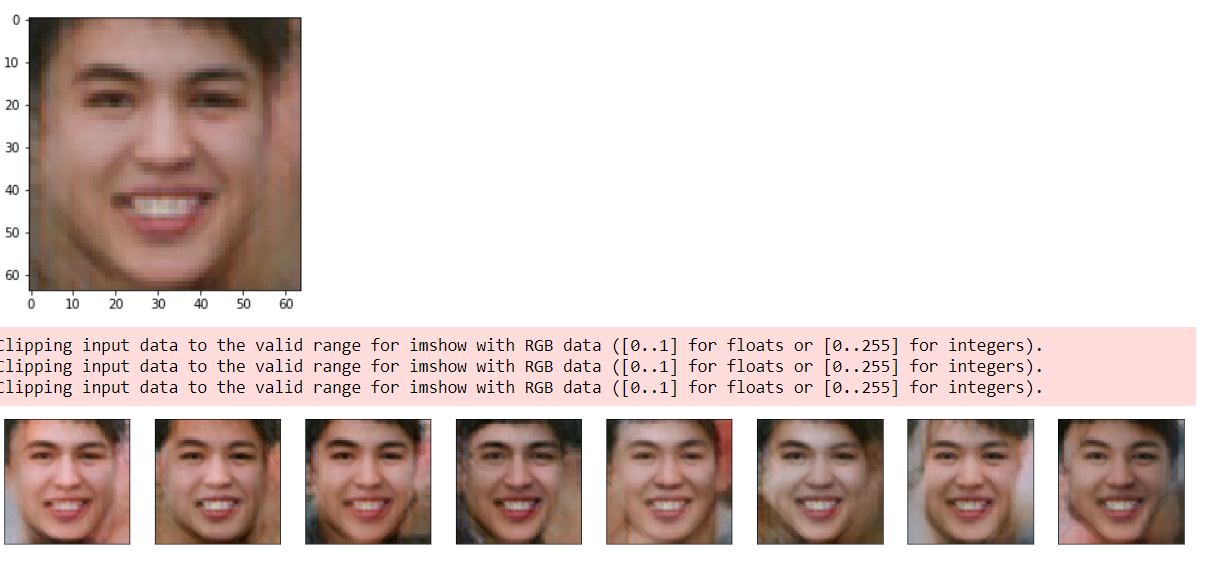 0
10
20
30
40
50
60
0 10 20 30 40 50 60
Clipping input data to the valid range for imshow with RGB data ([0..1] for floats or [0..255] for integers).
Clipping input data to the valid range for imshow with RGB data ([0..1] for floats or [0..255] for integers).
Clipping input data to the valid range for imshow with RGB data ([0..1] for floats or [0..255] for integers).